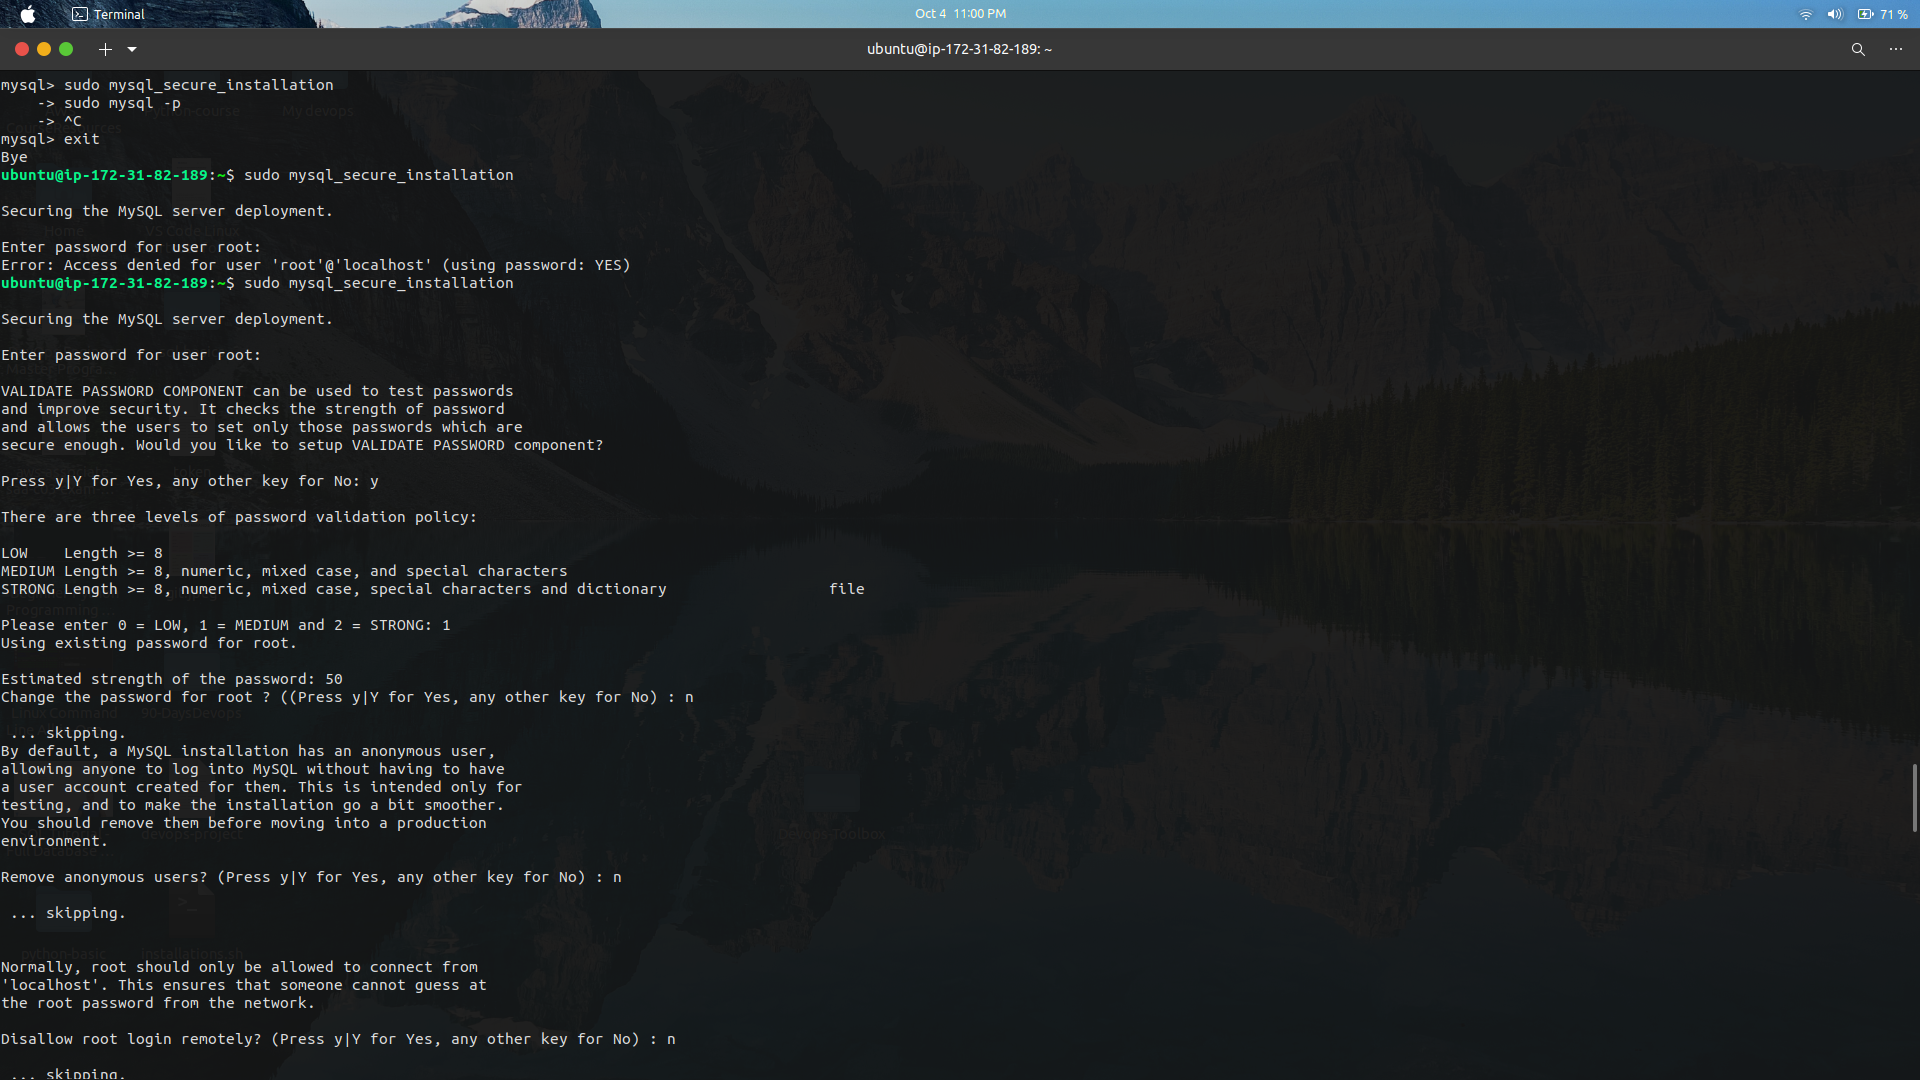 Terminal
Oct 4 11:00 PM
71 %
ubuntu@ip-172-31-82-189: ~
mysql> sudo mysql_secure_installation
    -> sudo mysql -p
    -> ^C
mysql> exit
Bye
ubuntu@ip-172-31-82-189:~$ sudo mysql_secure_installation
Securing the MySQL server deployment.
Enter password for user root:
Error: Access denied for user 'root'@'localhost' (using password: YES)
ubuntu@ip-172-31-82-189:~$ sudo mysql_secure_installation
Securing the MySQL server deployment.
Enter password for user root:
VALIDATE PASSWORD COMPONENT can be used to test passwords
and improve security. It checks the strength of password
and allows the users to set only those passwords which are
secure enough. Would you like to setup VALIDATE PASSWORD component?
Press y|Y for Yes, any other key for No: y
There are three levels of password validation policy:
LOW    Length >= 8
MEDIUM Length >= 8, numeric, mixed case, and special characters
STRONG Length >= 8, numeric, mixed case, special characters and dictionary                  file
Please enter 0 = LOW, 1 = MEDIUM and 2 = STRONG: 1
Using existing password for root.
Estimated strength of the password: 50
Change the password for root ? ((Press y|Y for Yes, any other key for No) : n
 ... skipping.
By default, a MySQL installation has an anonymous user,
allowing anyone to log into MySQL without having to have
a user account created for them. This is intended only for
testing, and to make the installation go a bit smoother.
You should remove them before moving into a production
environment.
Remove anonymous users? (Press y|Y for Yes, any other key for No) : n
 ... skipping.
Normally, root should only be allowed to connect from
'localhost'. This ensures that someone cannot guess at
the root password from the network.
Disallow root login remotely? (Press y|Y for Yes, any other key for No) : n
 ... skipping.